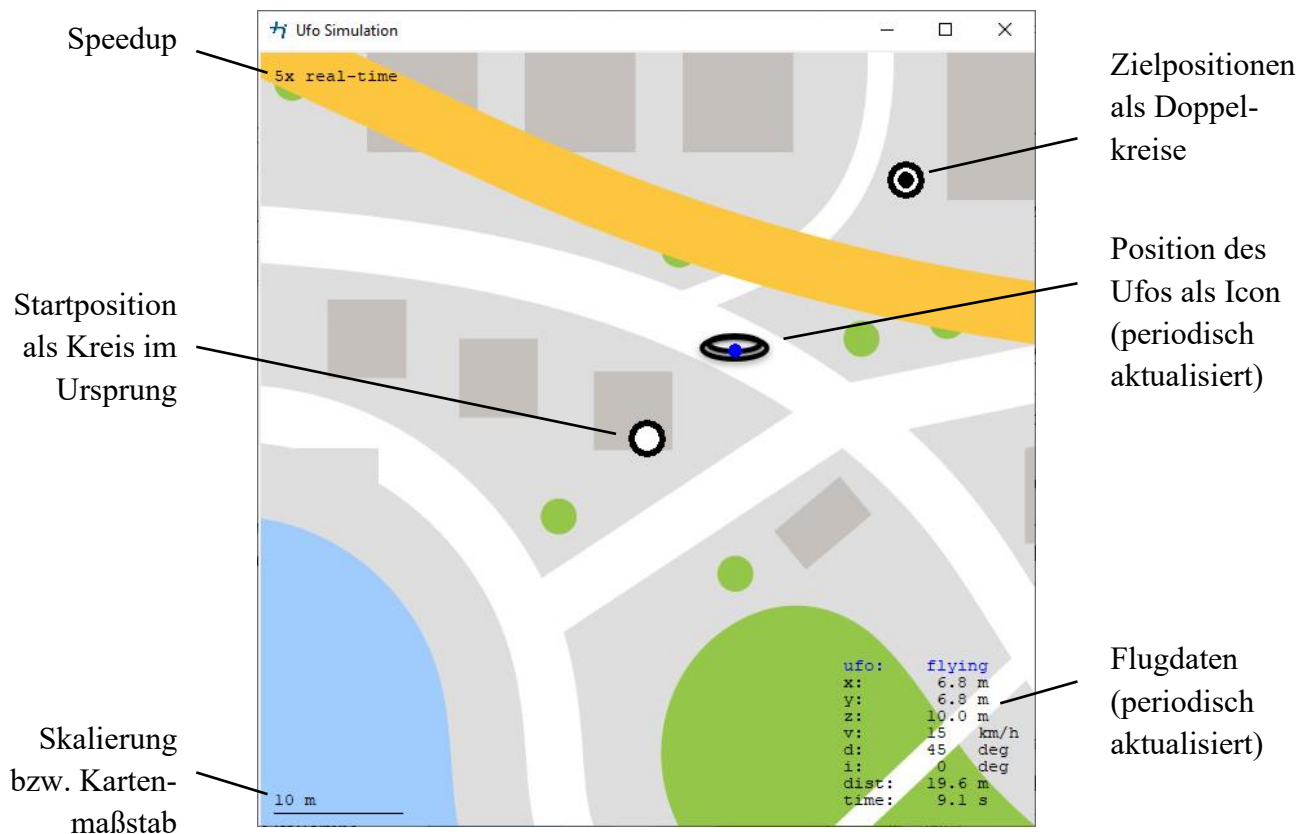 Speedup
Ufo Simulation
5x real-time
Zielpositionen
als Doppel-
kreise
Position des
Ufos als Icon
(periodisch
aktualisiert)
Startposition
als Kreis im
Ursprung
ufo: flying
x: 6.8 m
y: 6.8 m
z: 10.0 m
v: 15 km/h
d: 45 deg
i: 0 deg
dist: 19.6 m
time: 9.1 s
Flugdaten
(periodisch
aktualisiert)
Skalierung
bzw. Karten-
maßstab
10 m